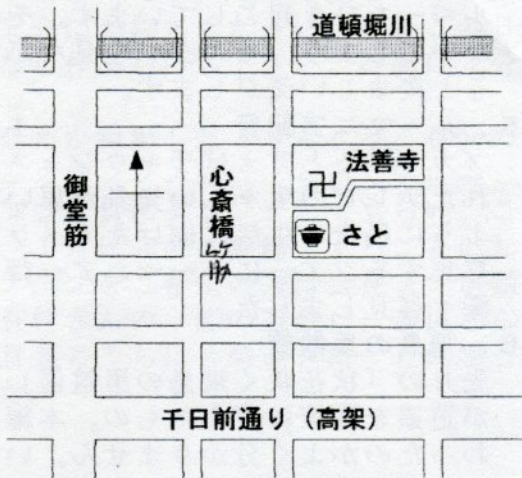 道頓堀川
法善寺
御堂筋
心斎橋筋
さと
千日前通り（高架）